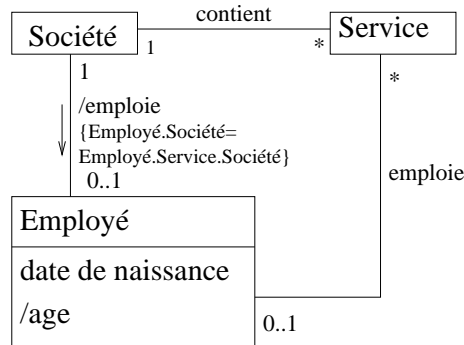 contient
Société
Service
1
*
1
*
/emploie
{Employé.Société=
Employé.Service.Société}
emploie
0..1
Employé
date de naissance
/age
0..1